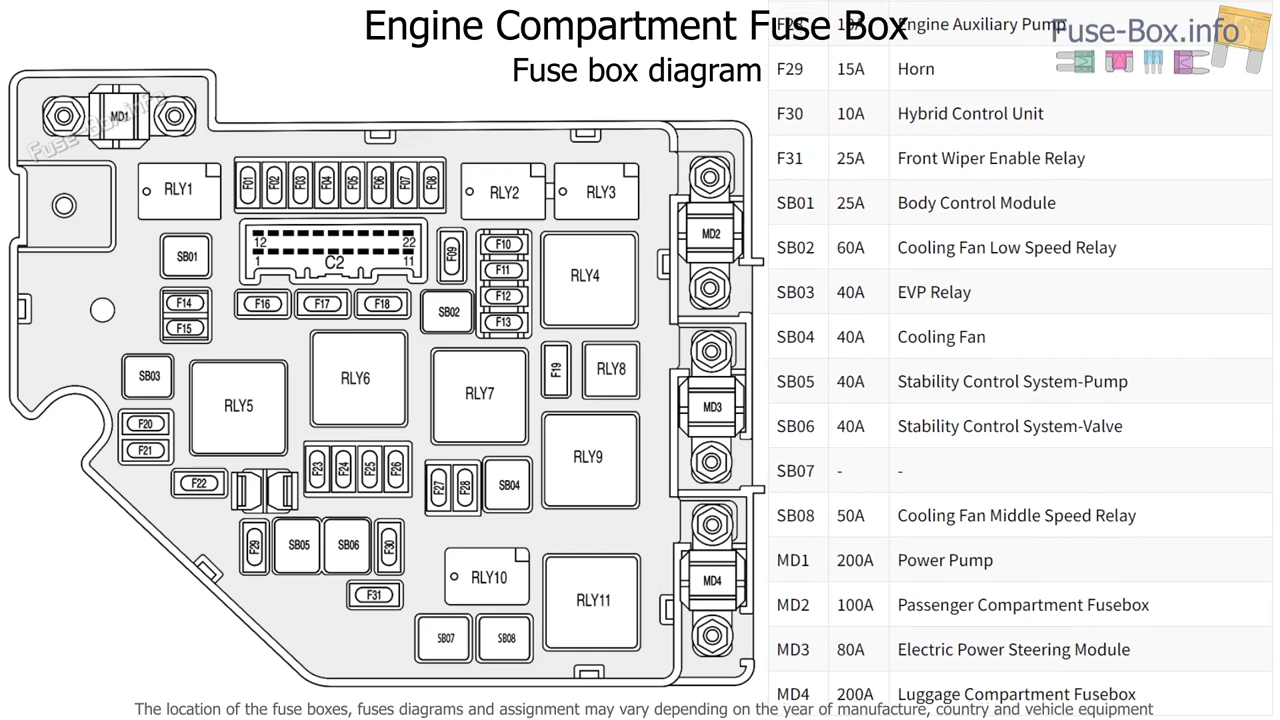 Engine Compartment Fuse Box
Fuse box diagram
Fuse-Box.info
Fuse-Box.info
MD1
RLY1
F01 F02 F03 F04 F05 F06 F07 F08
RLY2
RLY3
MD2
SB01
12 22
1 C2 11
F09
F10
F11
F12
F13
RLY4
F14
F15
F16
F17
F18
SB02
SB03
RLY5
RLY6
RLY7
F19
RLY8
MD3
F20
F21
F22
F23 F24 F25 F26
F27 F28
SB04
RLY9
F29
SB05
SB06
F30
F31
RLY10
RLY11
MD4
SB07
SB08
F28 10A Engine Auxiliary Pump
F29 15A Horn
F30 10A Hybrid Control Unit
F31 25A Front Wiper Enable Relay
SB01 25A Body Control Module
SB02 60A Cooling Fan Low Speed Relay
SB03 40A EVP Relay
SB04 40A Cooling Fan
SB05 40A Stability Control System-Pump
SB06 40A Stability Control System-Valve
SB07 - -
SB08 50A Cooling Fan Middle Speed Relay
MD1 200A Power Pump
MD2 100A Passenger Compartment Fusebox
MD3 80A Electric Power Steering Module
MD4 200A Luggage Compartment Fusebox
The location of the fuse boxes, fuses diagrams and assignment may vary depending on the year of manufacture, country and vehicle equipment